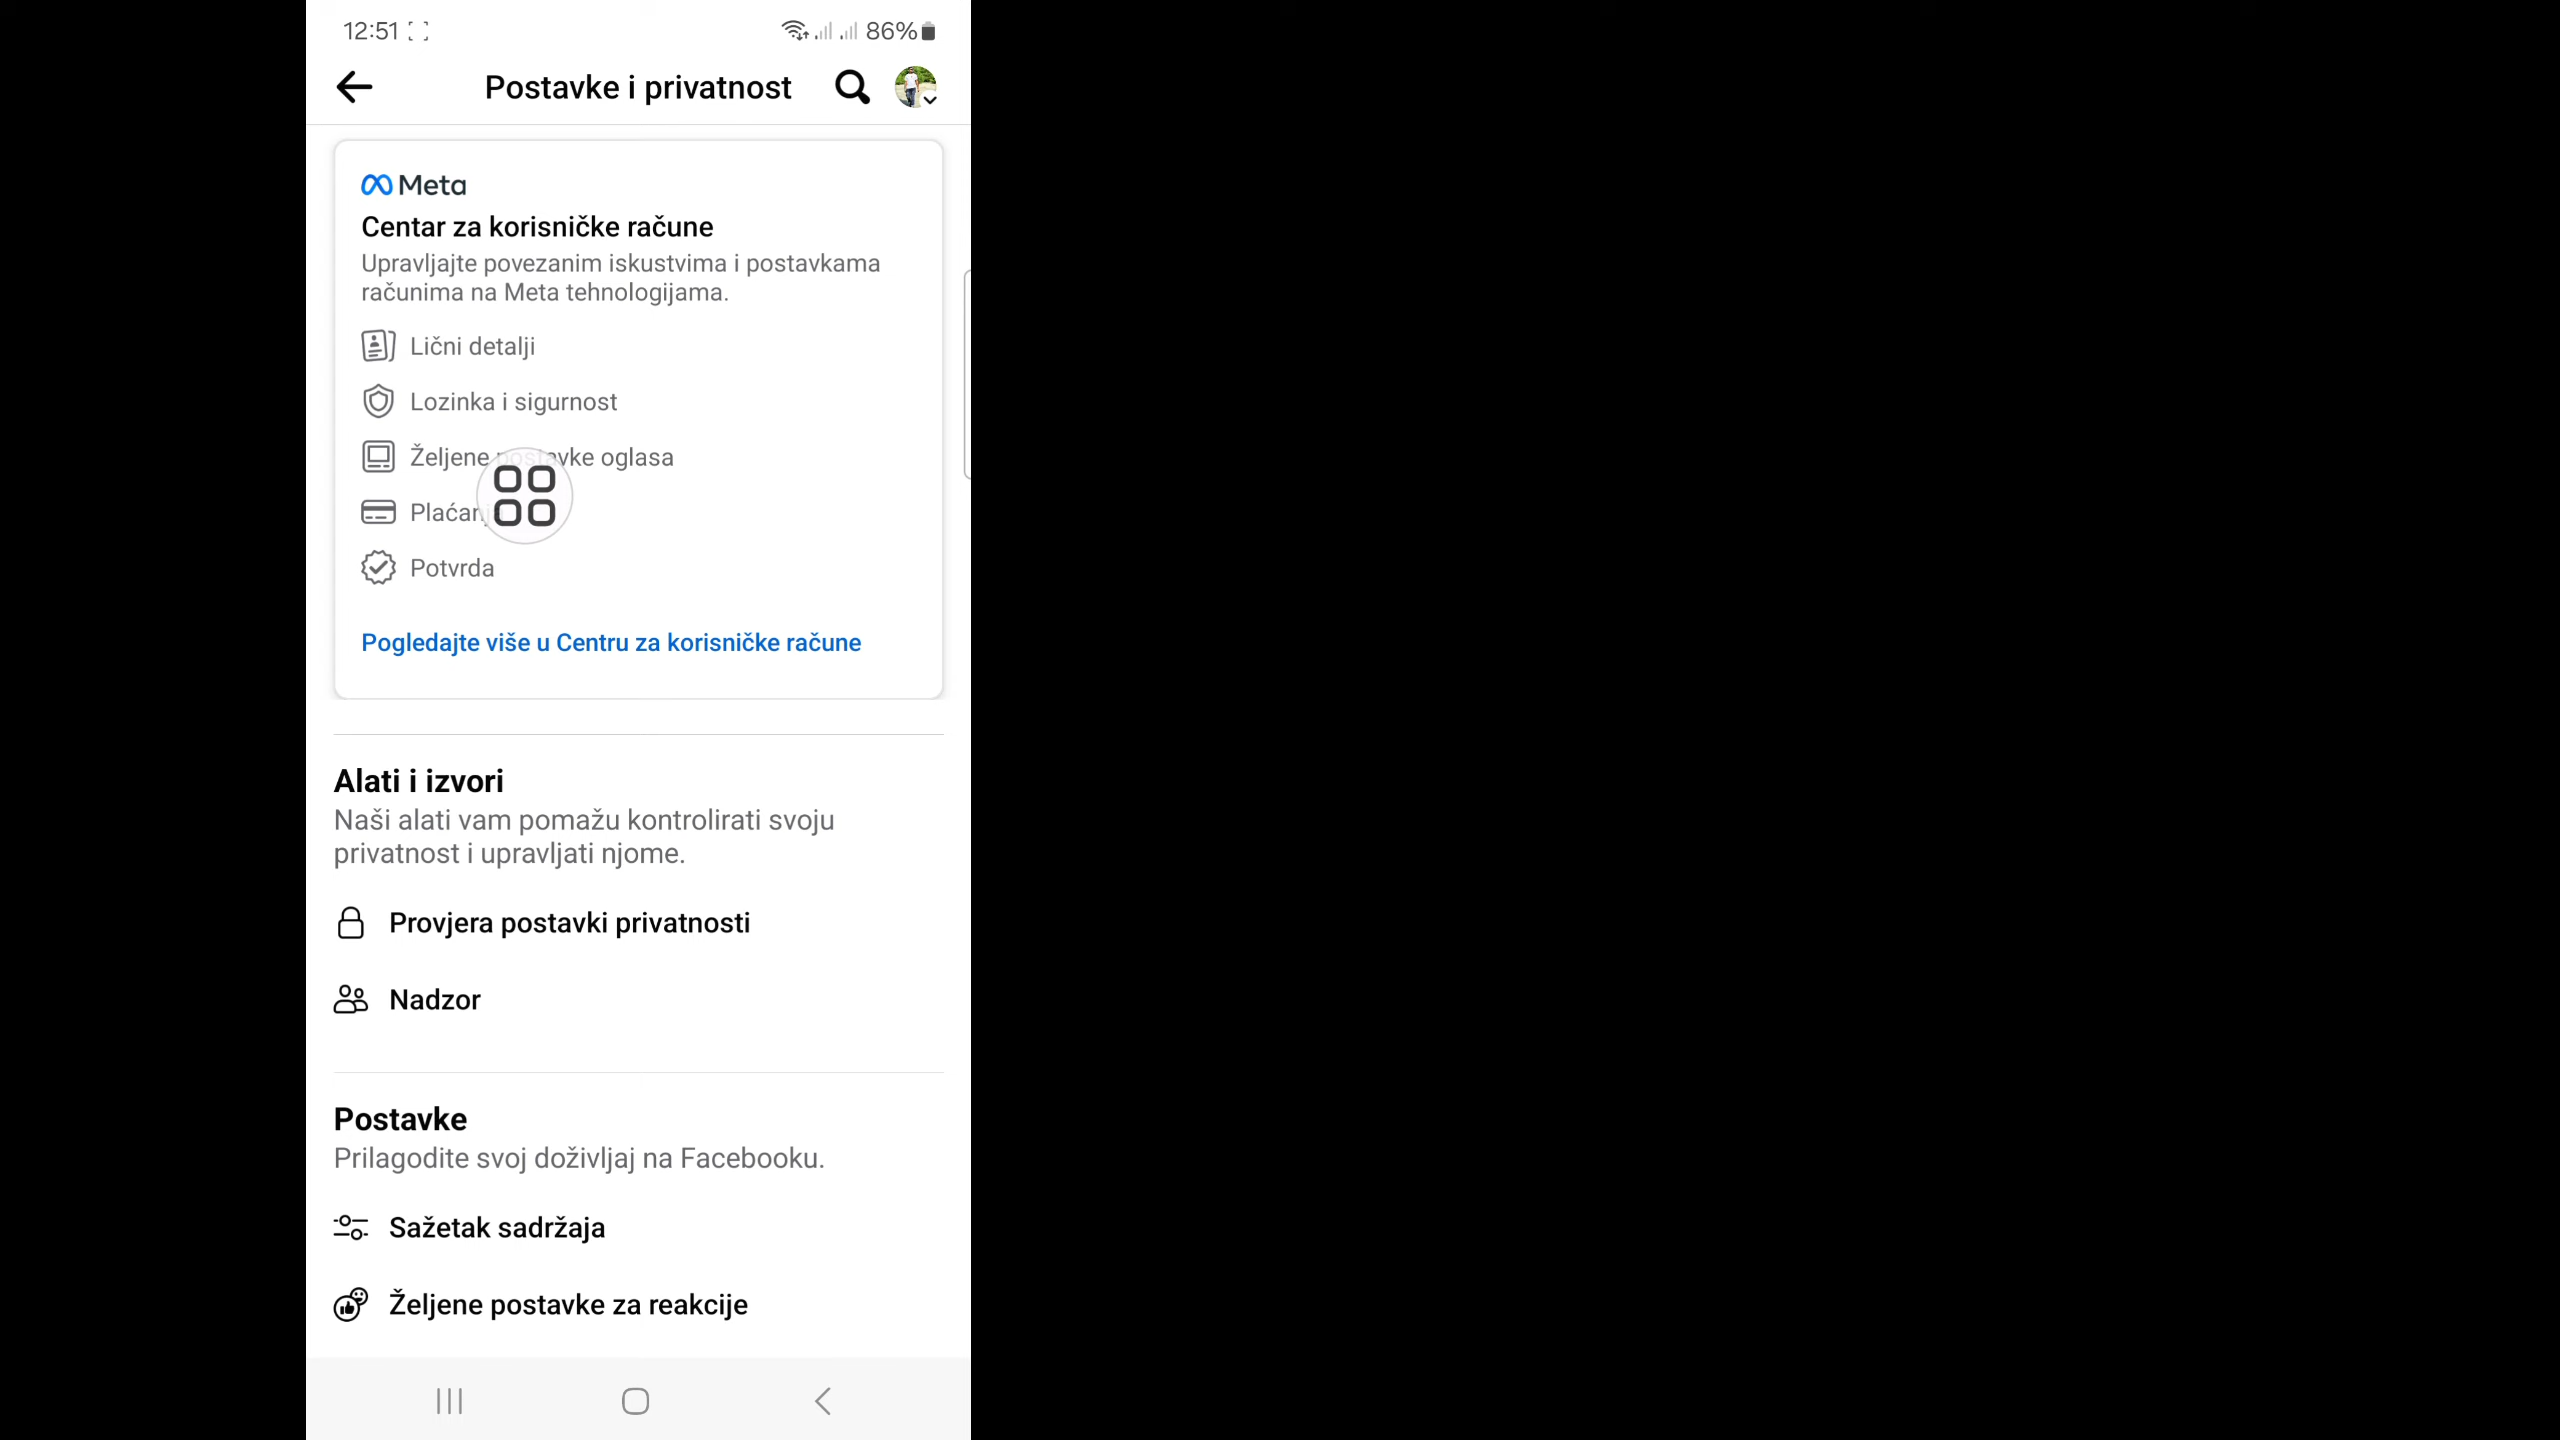 12:51
86%
Postavke i privatnost
Meta
Centar za korisničke račune
Upravljajte povezanim iskustvima i postavkama
računima na Meta tehnologijama.
Lični detalji
Lozinka i sigurnost
Željene postavke oglasa
Potvrda
Pogledajte više u Centru za korisničke račune
Alati i izvori
Naši alati vam pomažu kontrolirati svoju
privatnost i upravljati njome.
Provjera postavki privatnosti
Nadzor
Postavke
Prilagodite svoj doživljaj na Facebooku.
Sažetak sadržaja
Željene postavke za reakcije